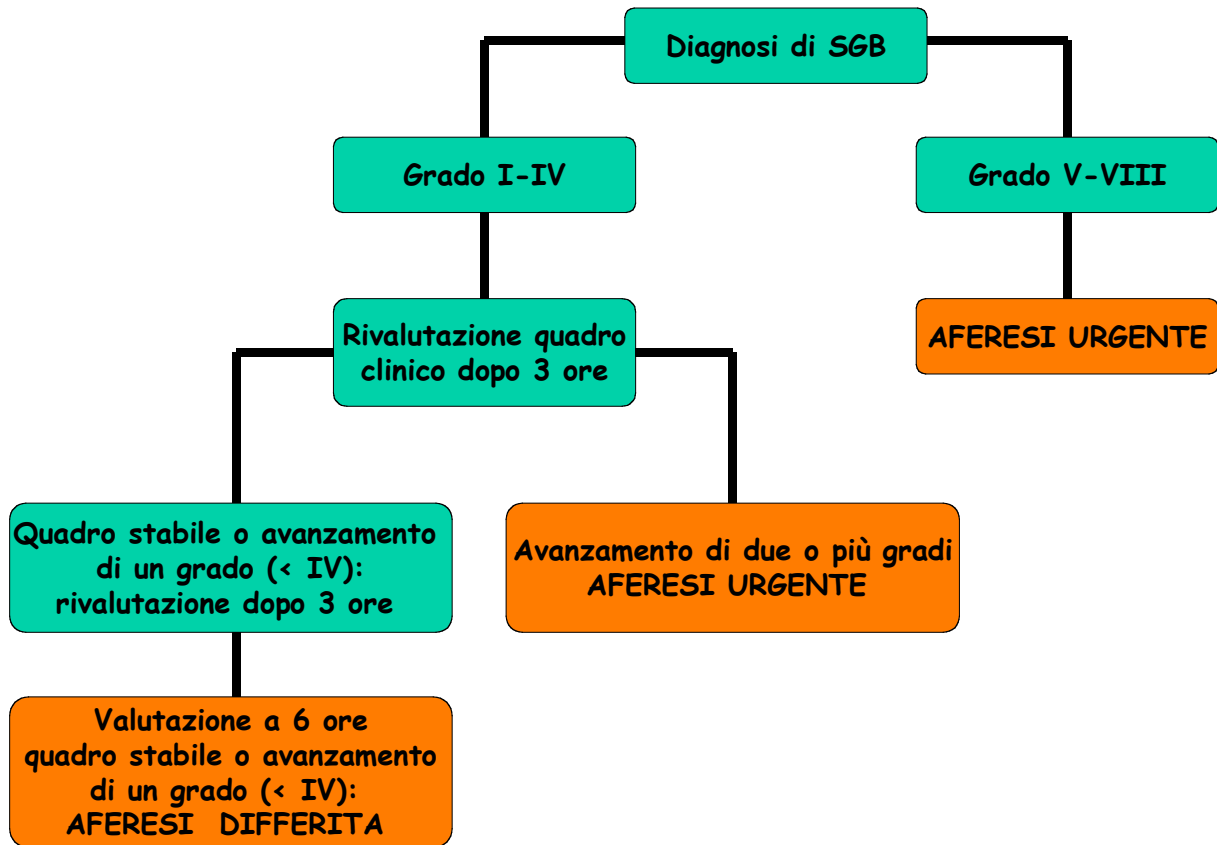 Diagnosi di SGB
Grado I-IV
Grado V-VIII
Rivalutazione quadro
clinico dopo 3 ore
AFERESI URGENTE
Quadro stabile o avanzamento
di un grado (< IV):
rivalutazione dopo 3 ore
Avanzamento di due o più gradi
AFERESI URGENTE
Valutazione a 6 ore
quadro stabile o avanzamento
di un grado (< IV):
AFERESI DIFFERITA